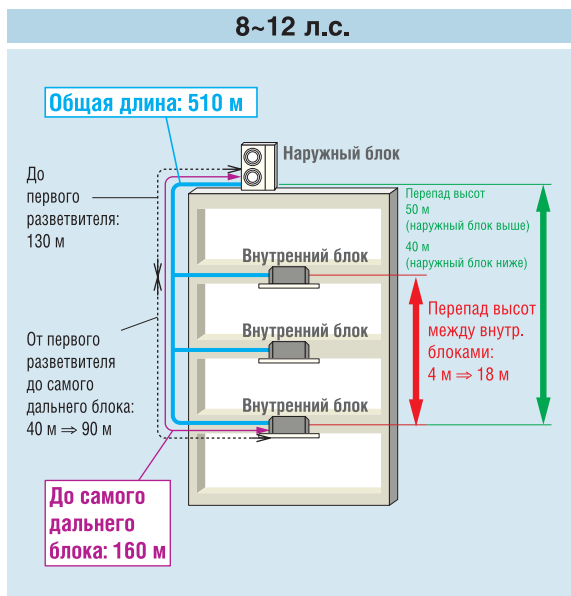 8~12 л.с.
Общая длина: 510 м
Наружный блок
До
первого
разветвителя:
130 м
Перепад высот
50 м
(наружный блок выше)
40 м
(наружный блок ниже)
Внутренний блок
Перепад высот
между внутр.
блоками:
4 м ⇒ 18 м
Внутренний блок
От первого
разветвителя
до самого
дальнего блока:
40 м ⇒ 90 м
Внутренний блок
До самого
дальнего
блока: 160 м